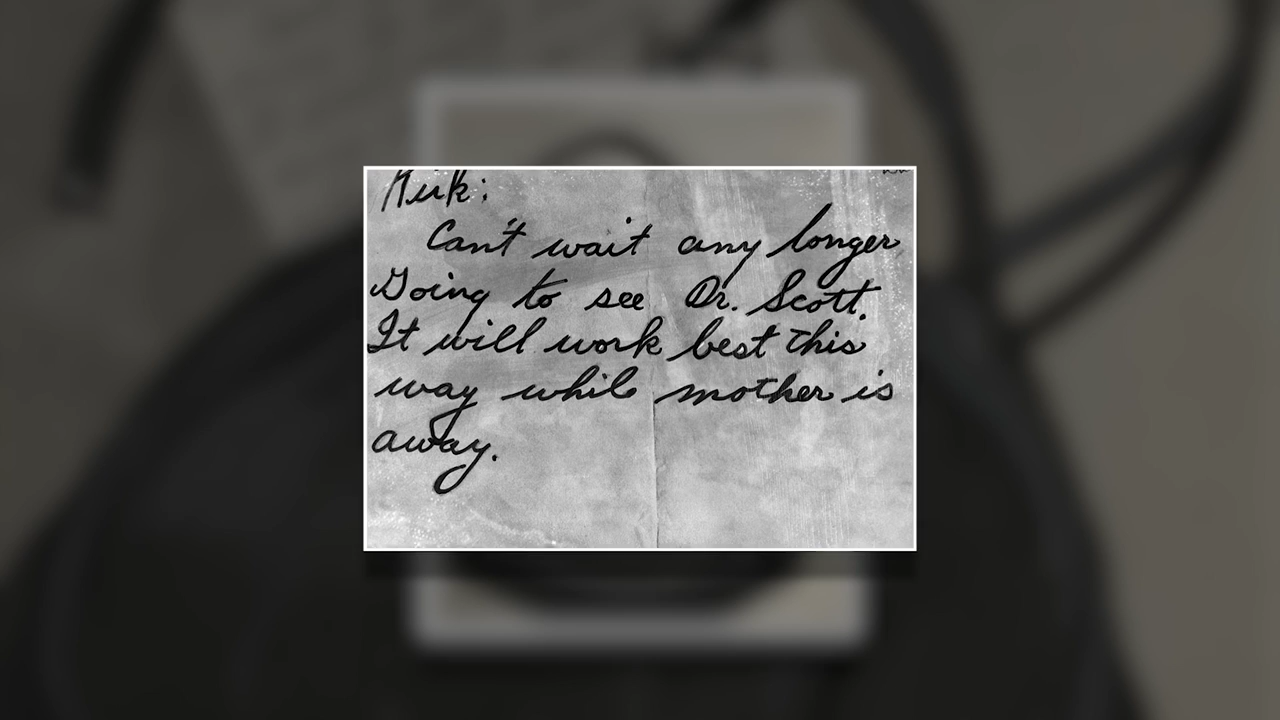 Kirk:
Can't wait any longer
Going to see Dr. Scott.
It will work best this
way while mother is
away.